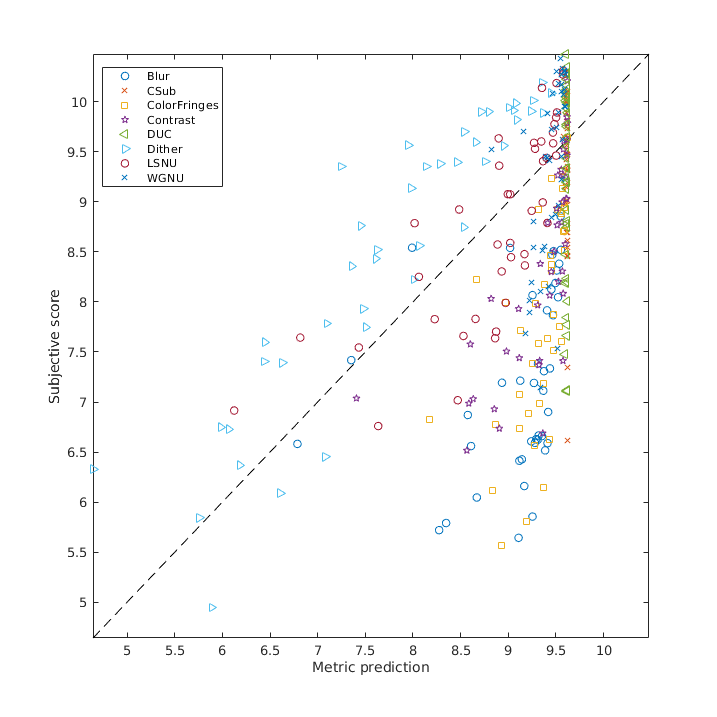 10
9.5
9
8.5
8
7.5
7
6.5
6
5.5
5
Subjective score
Blur
CSub
ColorFringes
Contrast
DUC
Dither
LSNU
WGNU
5 5.5 6 6.5 7 7.5 8 8.5 9 9.5 10
Metric prediction